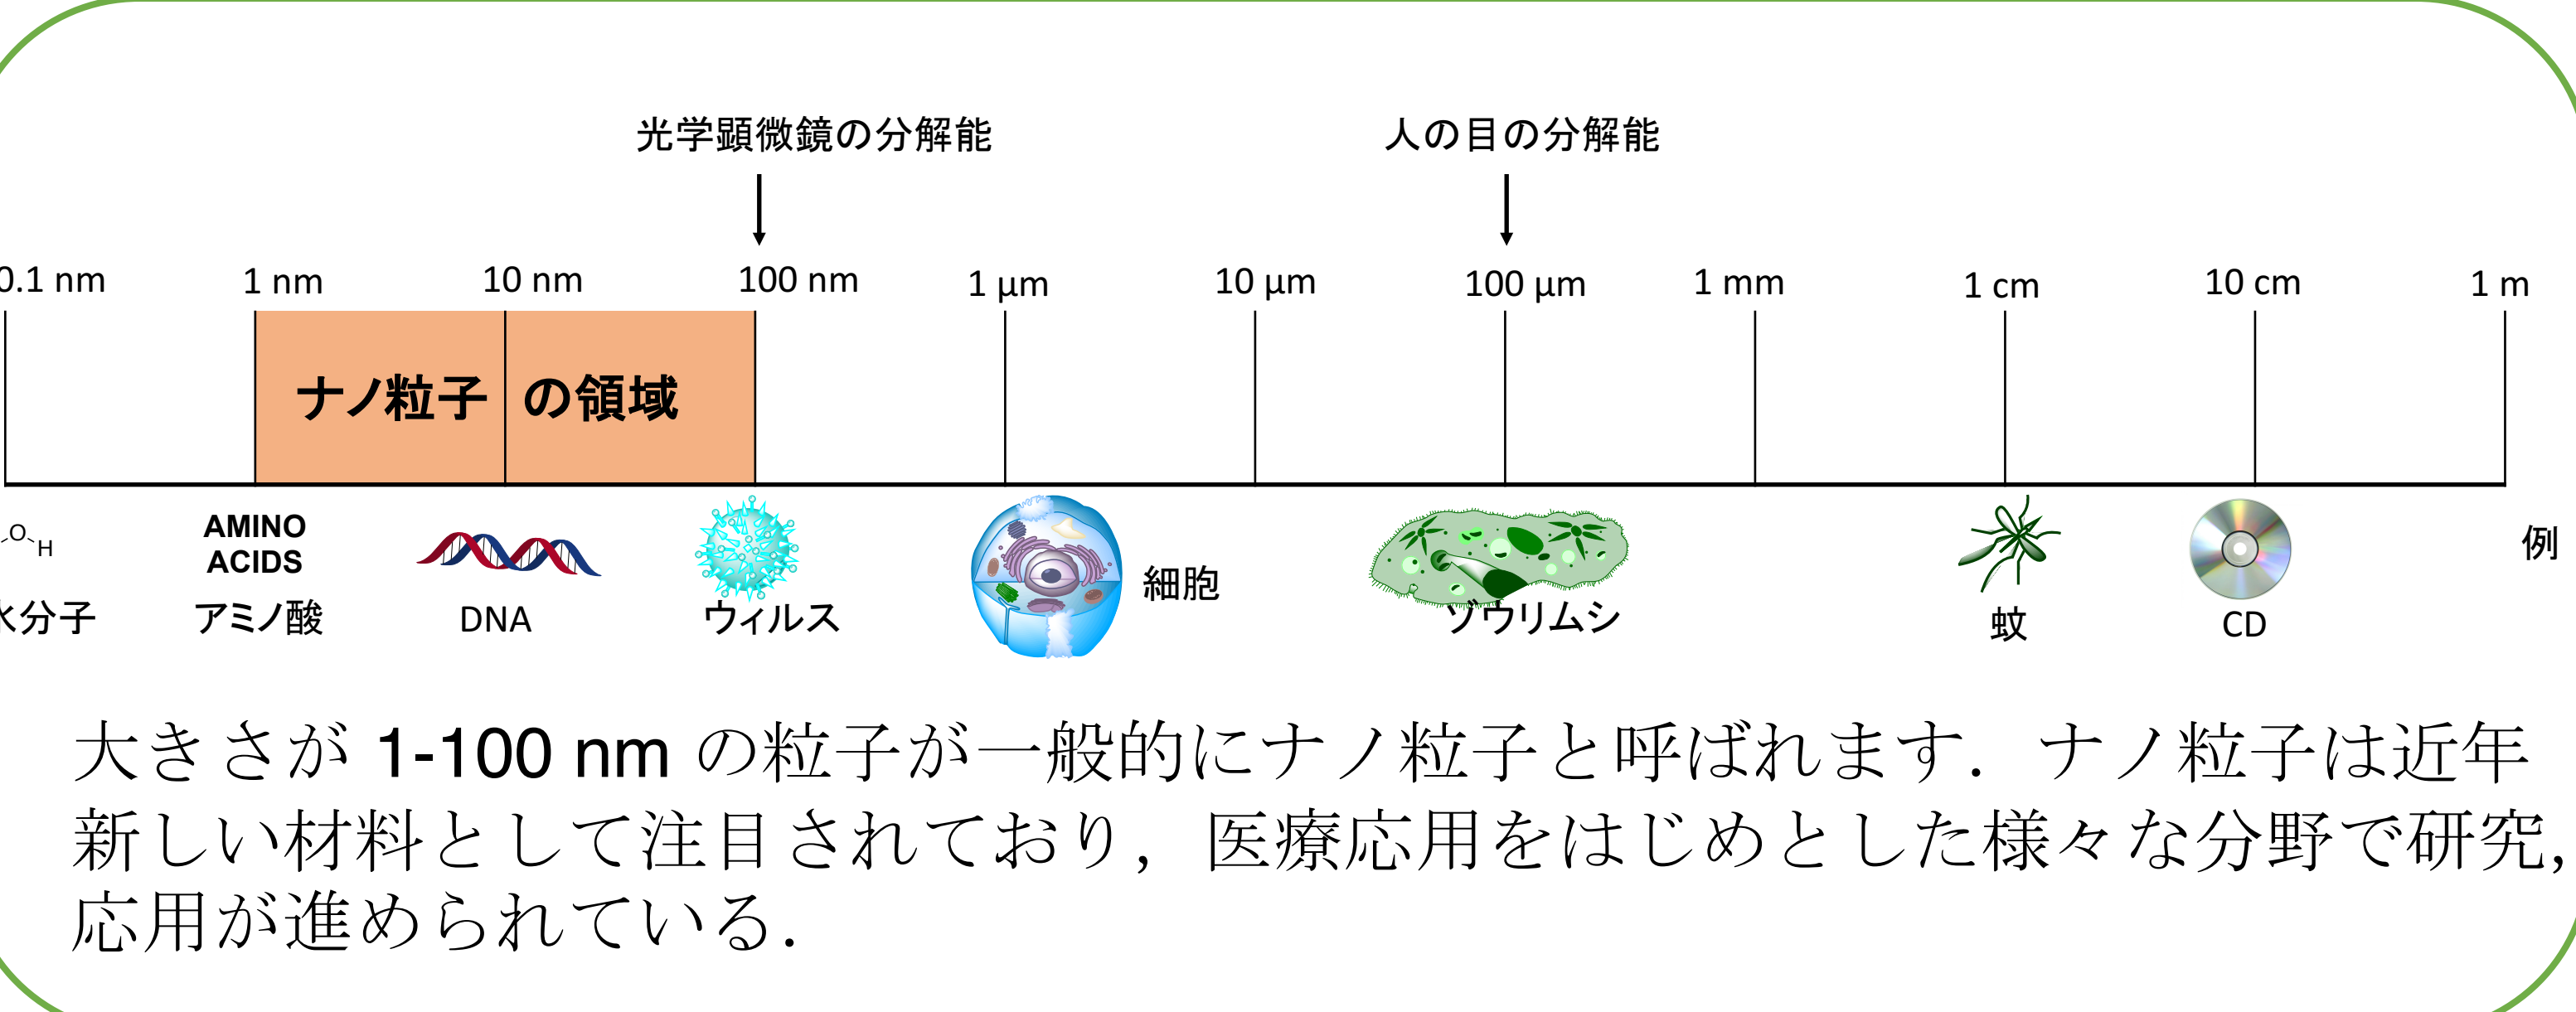 光学顕微鏡の分解能 人の目の分解能
0.1 nm 1 nm 10 nm 100 nm 1 μm 10 μm 100 μm 1 mm 1 cm 10 cm 1 m
ナノ粒子の領域
O H
AMINO
ACIDS
例
水分子 アミノ酸 DNA ウィルス 細胞 ゾウリムシ 蚊 CD
大きさが 1-100 nm の粒子が一般的にナノ粒子と呼ばれます．ナノ粒子は近年
新しい材料として注目されており，医療応用をはじめとした様々な分野で研究，
応用が進められている．